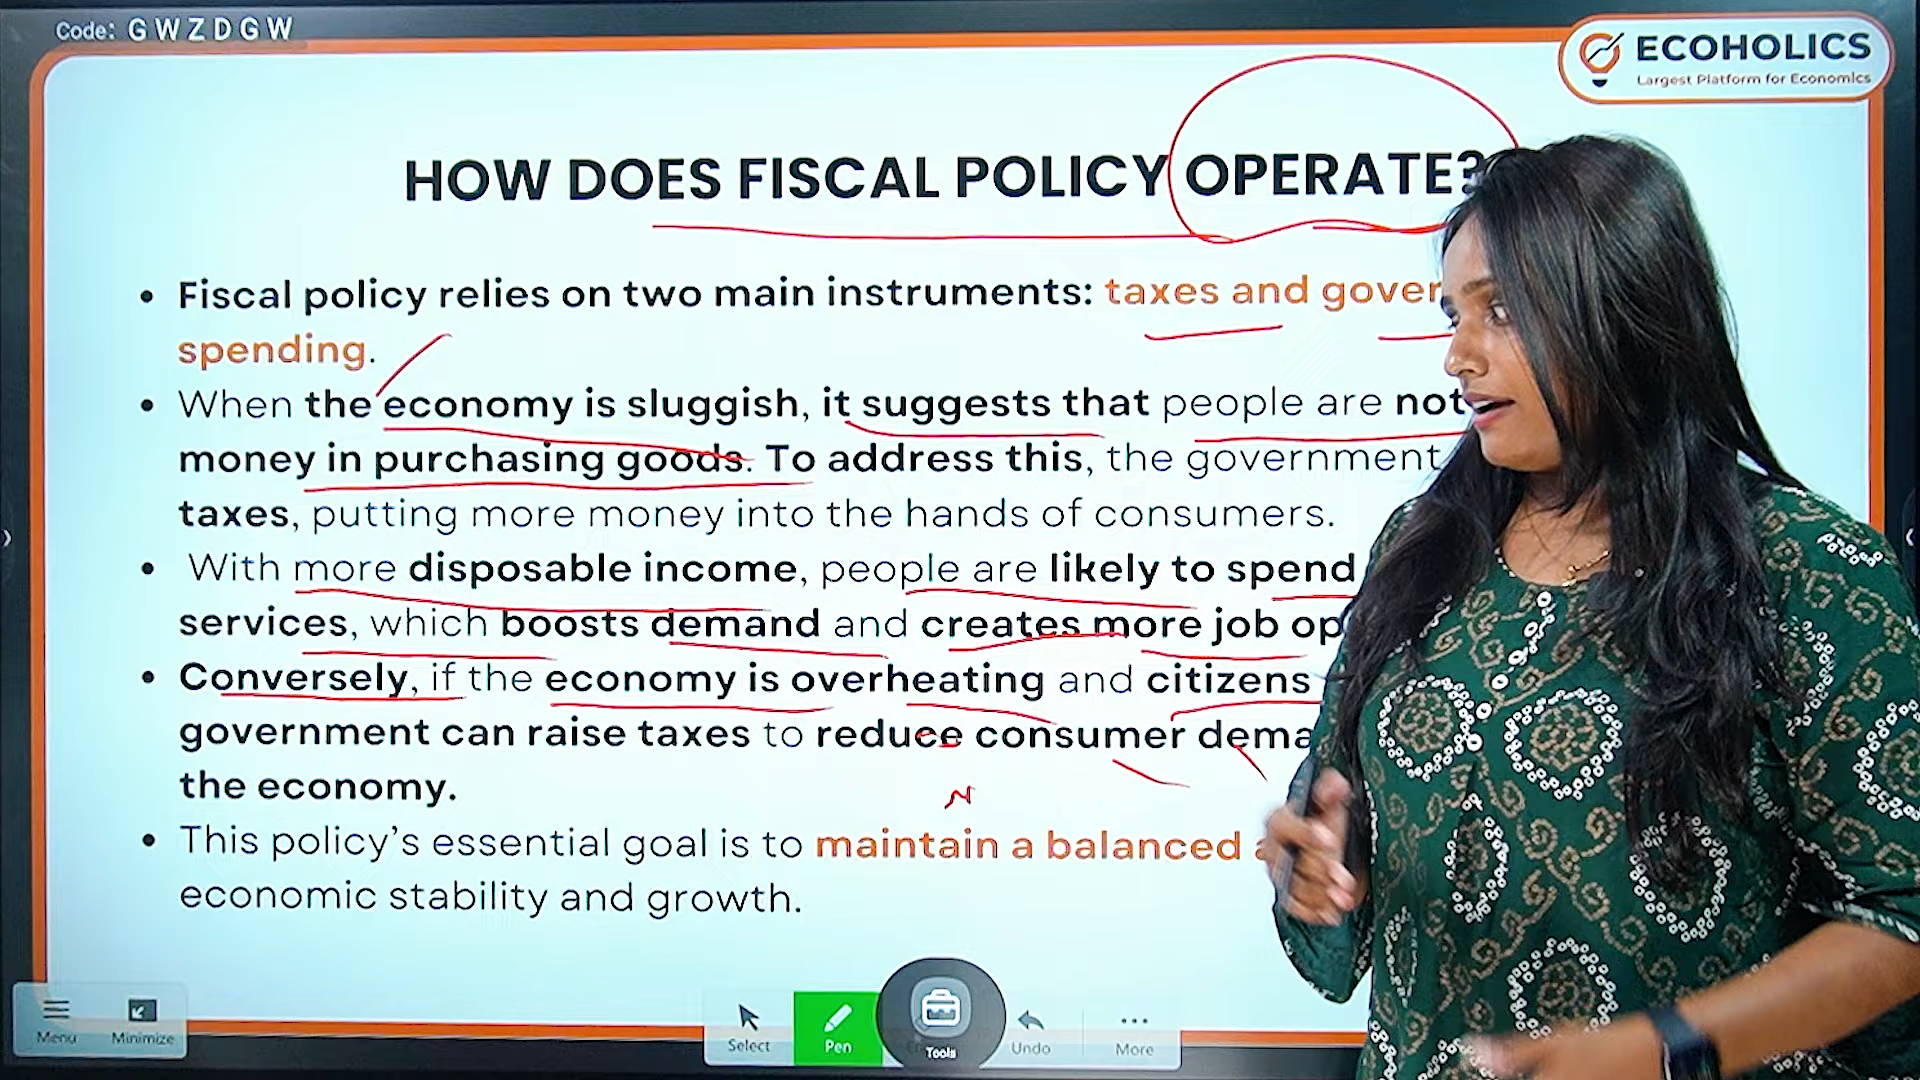 Code: GWZDGW
ECOHOLICS
Largest Platform for Economics
HOW DOES FISCAL POLICY OPERATE?
• Fiscal policy relies on two main instruments: taxes and
spending.
• When the economy is sluggish, it suggests that people are not
money in purchasing goods. To address this, the government
taxes, putting more money into the hands of consumers.
• With more disposable income, people are likely to spend
services, which boosts demand and creates more job
• Conversely, if the economy is overheating and citizens
government can raise taxes to reduce consumer
the economy.
• This policy's essential goal is to maintain a balanced
economic stability and growth.
Menu
Minimize
Select
Pen
Tools
Undo
More